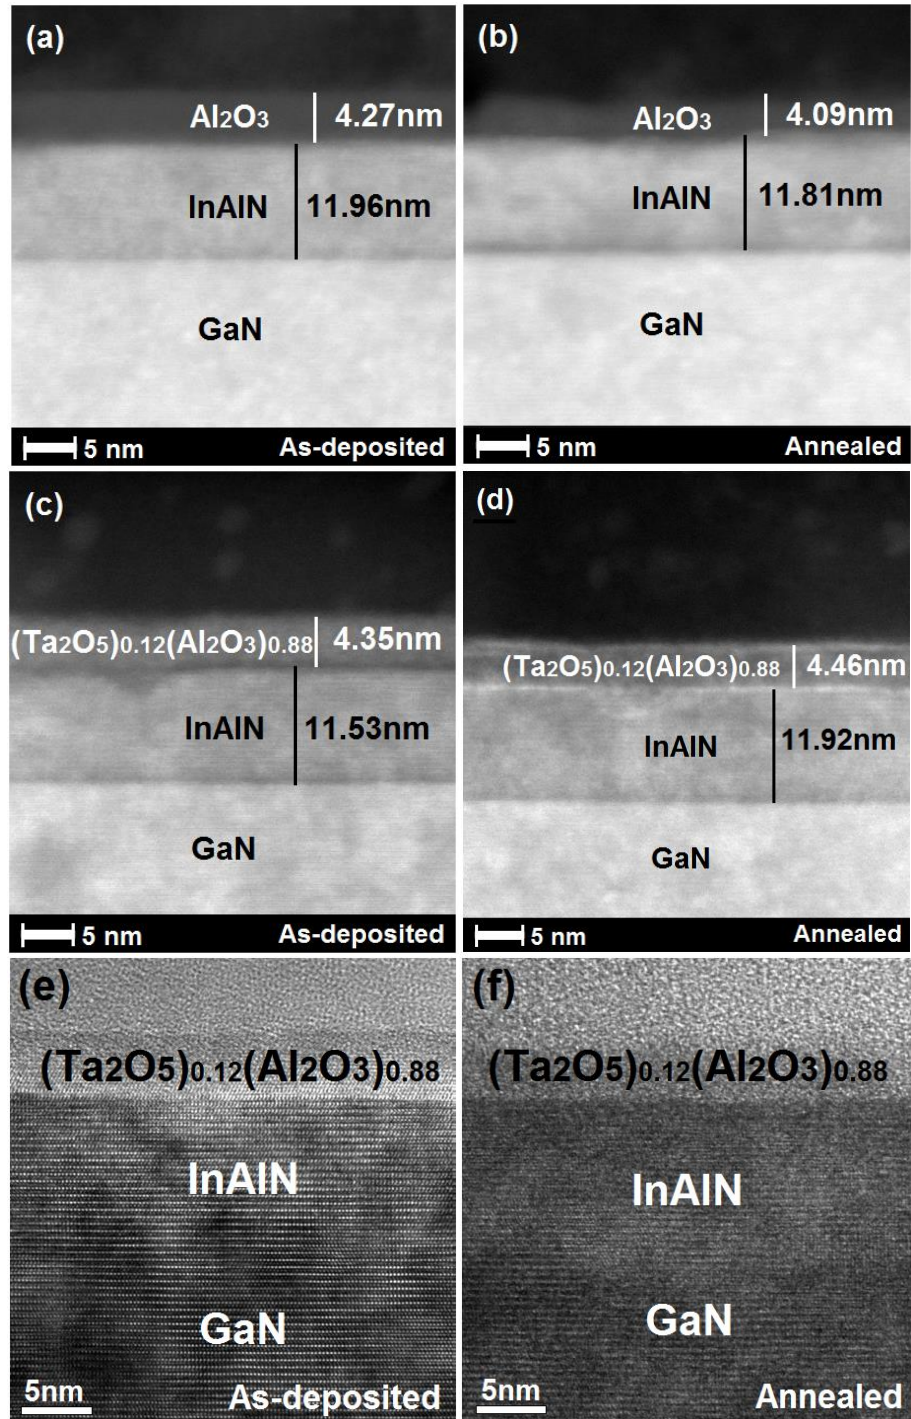 (a)
Al2O3 4.27nm
InAlN 11.96nm
GaN
5 nm As-deposited
(b)
Al2O3 4.09nm
InAlN 11.81nm
GaN
5 nm Annealed
(c)
(Ta2O5)0.12(Al2O3)0.88 4.35nm
InAlN 11.53nm
GaN
5 nm As-deposited
(d)
(Ta2O5)0.12(Al2O3)0.88 4.46nm
InAlN 11.92nm
GaN
5 nm Annealed
(e)
(Ta2O5)0.12(Al2O3)0.88
InAlN
GaN
5nm As-deposited
(f)
(Ta2O5)0.12(Al2O3)0.88
InAlN
GaN
5nm Annealed